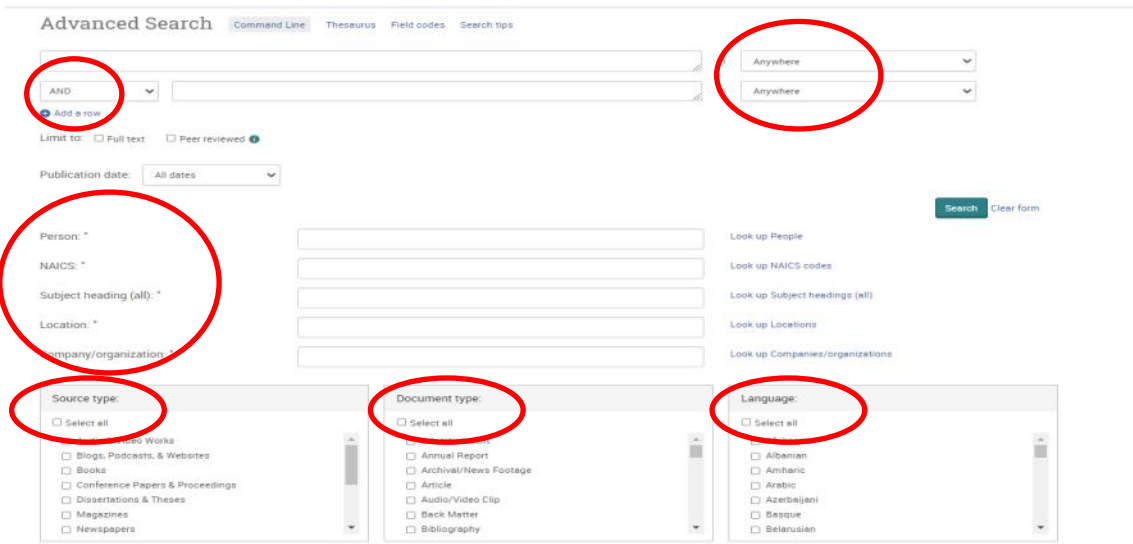 Advanced Search Command Line Thesaurus Field codes Search tips
Anywhere
AND Anywhere
Add a row
Limit to: Full text Peer reviewed
Publication date: All dates
Search Clear form
Person: * Look up People
NAICS: * Look up NAICS codes
Subject heading (all): * Look up Subject headings (all)
Location: * Look up Locations
Company/organization: * Look up Companies/organizations
Source type: Document type: Language:
Select all Select all Select all
Video Works
Blogs, Podcasts, & Websites Annual Report Albanian
Books Archival/News Footage Amharic
Conference Papers & Proceedings Article Arabic
Dissertations & Theses Audio/Video Clip Azerbaijani
Magazines Back Matter Basque
Newspapers Bibliography Belarusian